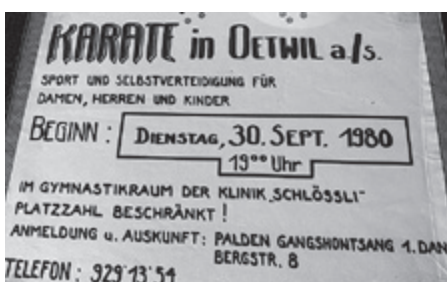 KARATE in OETWIL a/s.
SPORT UND SELBSTVERTEIDIGUNG FÜR
DAMEN, HERREN UND KINDER
BEGINN : DIENSTAG, 30. SEPT. 1980
19⁰⁰ Uhr
IM GYMNASTIKRAUM DER KLINIK „SCHLÖSSLI"
PLATZZAHL BESCHRÄNKT !
ANMELDUNG u. AUSKUNFT : PALDEN GANGSHONTSANG 1. DAN
BERGSTR. 8
TELEFON : 929'13'54